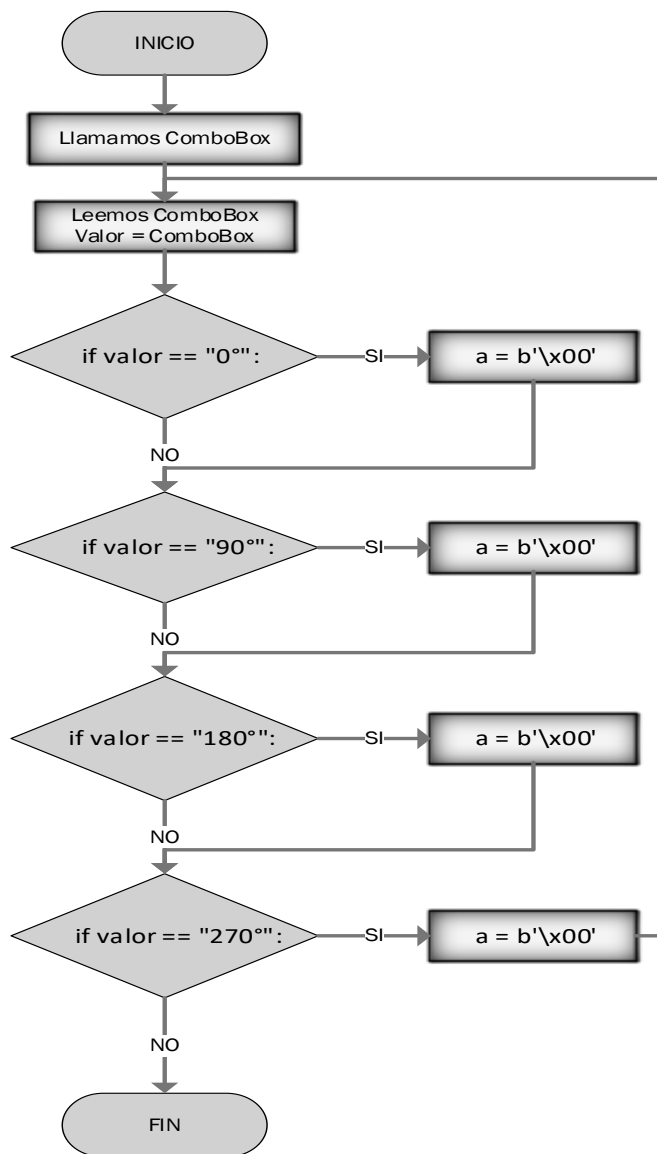 INICIO
Llamamos ComboBox
Leemos ComboBox
Valor = ComboBox
if valor == "0°":
SI
a = b'\x00'
NO
if valor == "90°":
SI
a = b'\x00'
NO
if valor == "180°":
SI
a = b'\x00'
NO
if valor == "270°":
SI
a = b'\x00'
NO
FIN